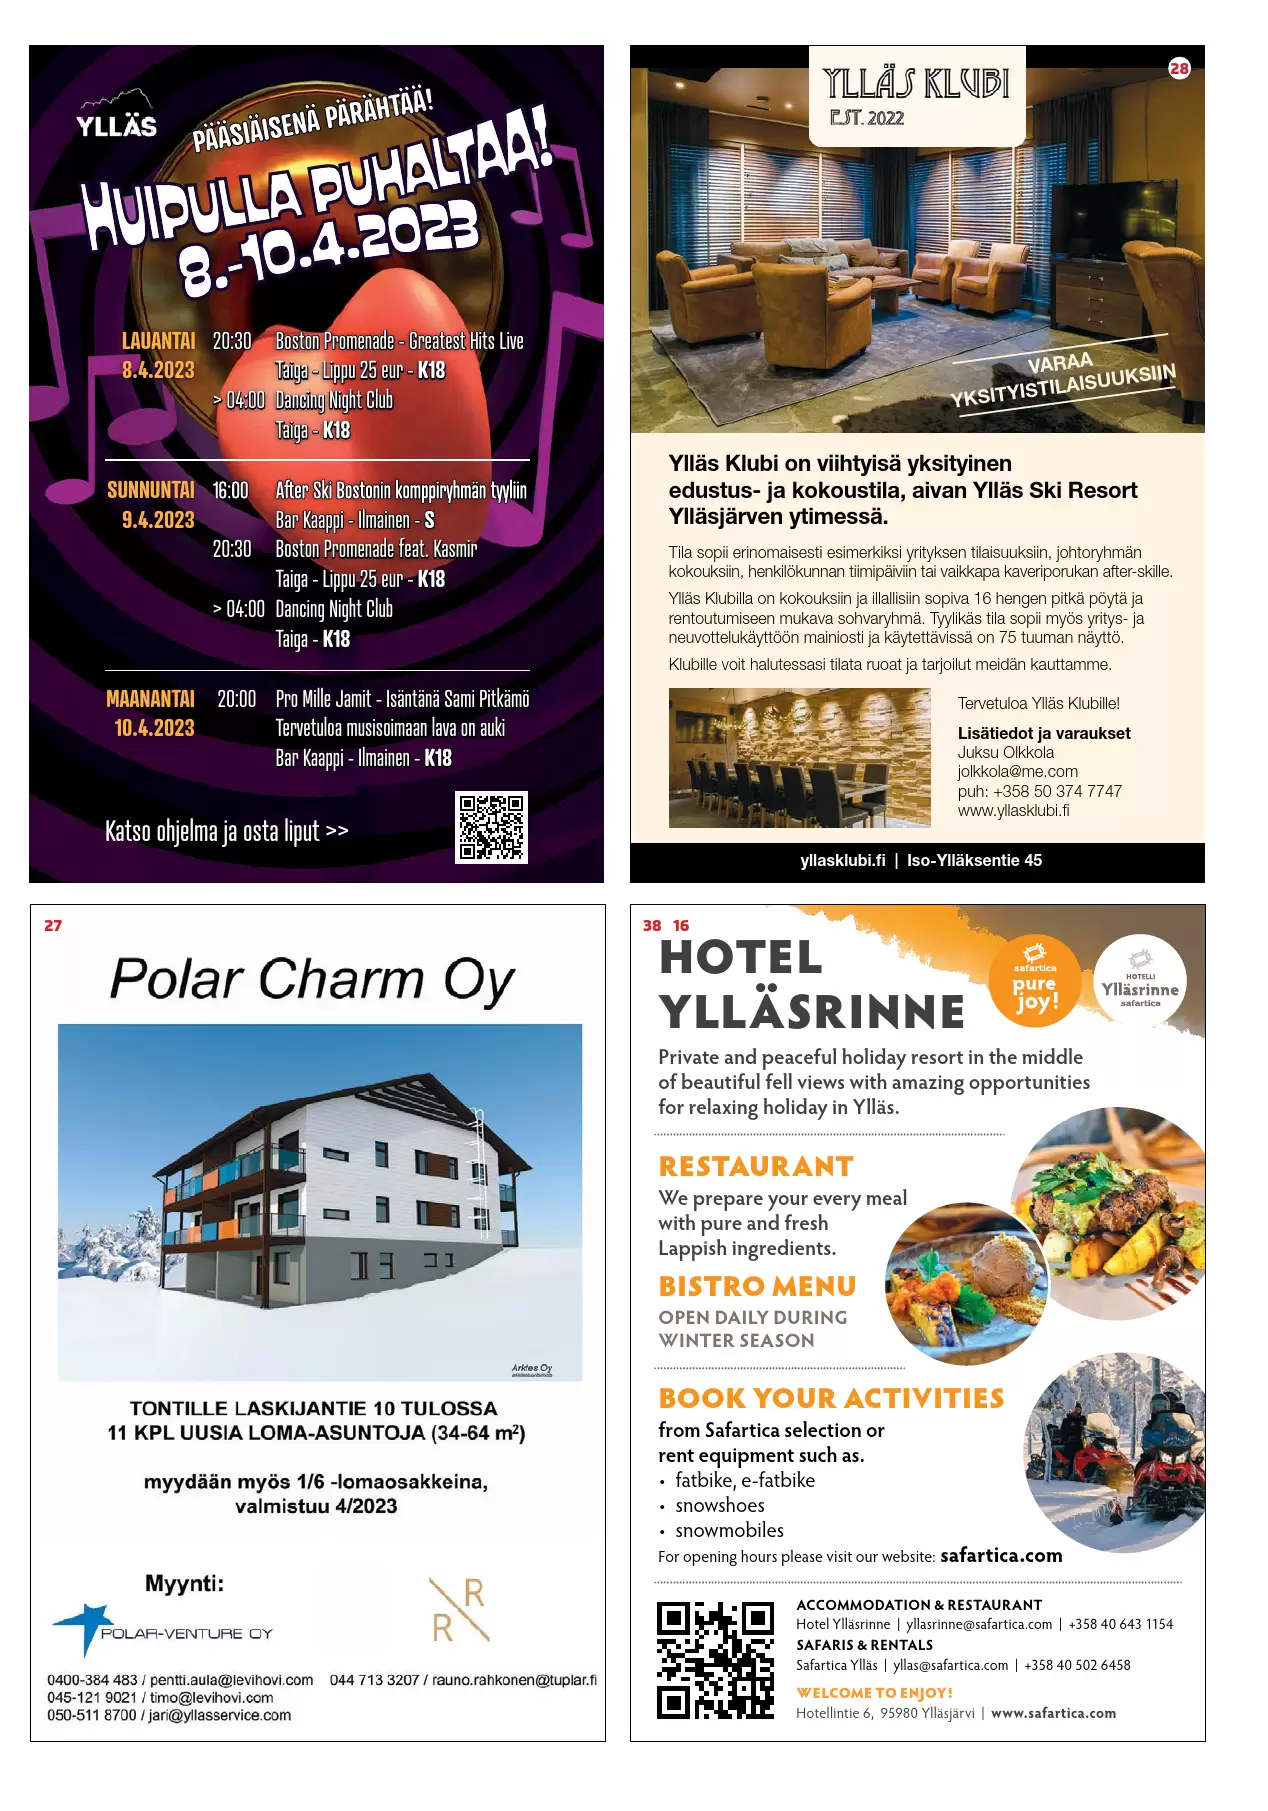 YLLÄS
PÄÄSIÄISENÄ PÄRÄHTÄÄ!
HUIPULLA PUHALTAA!
8.-10.4.2023
LAUANTAI 20:30 Boston Promenade - Greatest Hits Live
8.4.2023 Taiga - Lippu 25 eur - K18
> 04:00 Dancing Night Club
Taiga - K18
SUNNUNTAI 16:00 After Ski Bostonin komppiryhmän tyyliin
9.4.2023 Bar Kaappi - Ilmainen - S
20:30 Boston Promenade feat. Kasmir
Taiga - Lippu 25 eur - K18
> 04:00 Dancing Night Club
Taiga - K18
MAANANTAI 20:00 Pro Mille Jamit - Isäntänä Sami Pitkämö
10.4.2023 Tervetuloa musisoimaan lava on auki
Bar Kaappi - Ilmainen - K18
Katso ohjelma ja osta liput >>
28
YLLÄS KLUBI
EST. 2022
VARAA
YKSITYISTILAISUUKSIIN
Ylläs Klubi on viihtyisä yksityinen
edustus- ja kokoustila, aivan Ylläs Ski Resort
Ylläsjärven ytimessä.
Tila sopii erinomaisesti esimerkiksi yrityksen tilaisuuksiin, johtoryhmän
kokouksiin, henkilökunnan tiimipäiviin tai vaikkapa kaveriporukan after-skille.
Ylläs Klubilla on kokouksiin ja illallisiin sopiva 16 hengen pitkä pöytä ja
rentoutumiseen mukava sohvaryhmä. Tyylikäs tila sopii myös yritys- ja
neuvottelukäyttöön mainiosti ja käytettävissä on 75 tuuman näyttö.
Klubille voit halutessasi tilata ruoat ja tarjoilut meidän kauttamme.
Tervetuloa Ylläs Klubille!
Lisätiedot ja varaukset
Juksu Olkkola
jolkkola@me.com
puh: +358 50 374 7747
www.yllasklubi.fi
yllasklubi.fi | Iso-Ylläksentie 45
27
Polar Charm Oy
Arktes Oy
TONTILLE LASKIJANTIE 10 TULOSSA
11 KPL UUSIA LOMA-ASUNTOJA (34-64 m²)
myydään myös 1/6 -lomaosakkeina,
valmistuu 4/2023
Myynti:
POLAR-VENTURE OY
R
R
0400-384 483 / pentti.aula@levihovi.com 044 713 3207 / rauno.rahkonen@tuplar.fi
045-121 9021 / timo@levihovi.com
050-511 8700 / jari@yllasservice.com
38 16
HOTEL
YLLÄSRINNE
safartica
pure
joy!
HOTELLI
Ylläsrinne
safartica
Private and peaceful holiday resort in the middle
of beautiful fell views with amazing opportunities
for relaxing holiday in Ylläs.
RESTAURANT
We prepare your every meal
with pure and fresh
Lappish ingredients.
BISTRO MENU
OPEN DAILY DURING
WINTER SEASON
BOOK YOUR ACTIVITIES
from Safartica selection or
rent equipment such as.
• fatbike, e-fatbike
• snowshoes
• snowmobiles
For opening hours please visit our website: safartica.com
ACCOMMODATION & RESTAURANT
Hotel Ylläsrinne | yllasrinne@safartica.com | +358 40 643 1154
SAFARIS & RENTALS
Safartica Ylläs | yllas@safartica.com | +358 40 502 6458
WELCOME TO ENJOY!
Hotellintie 6, 95980 Ylläsjärvi | www.safartica.com